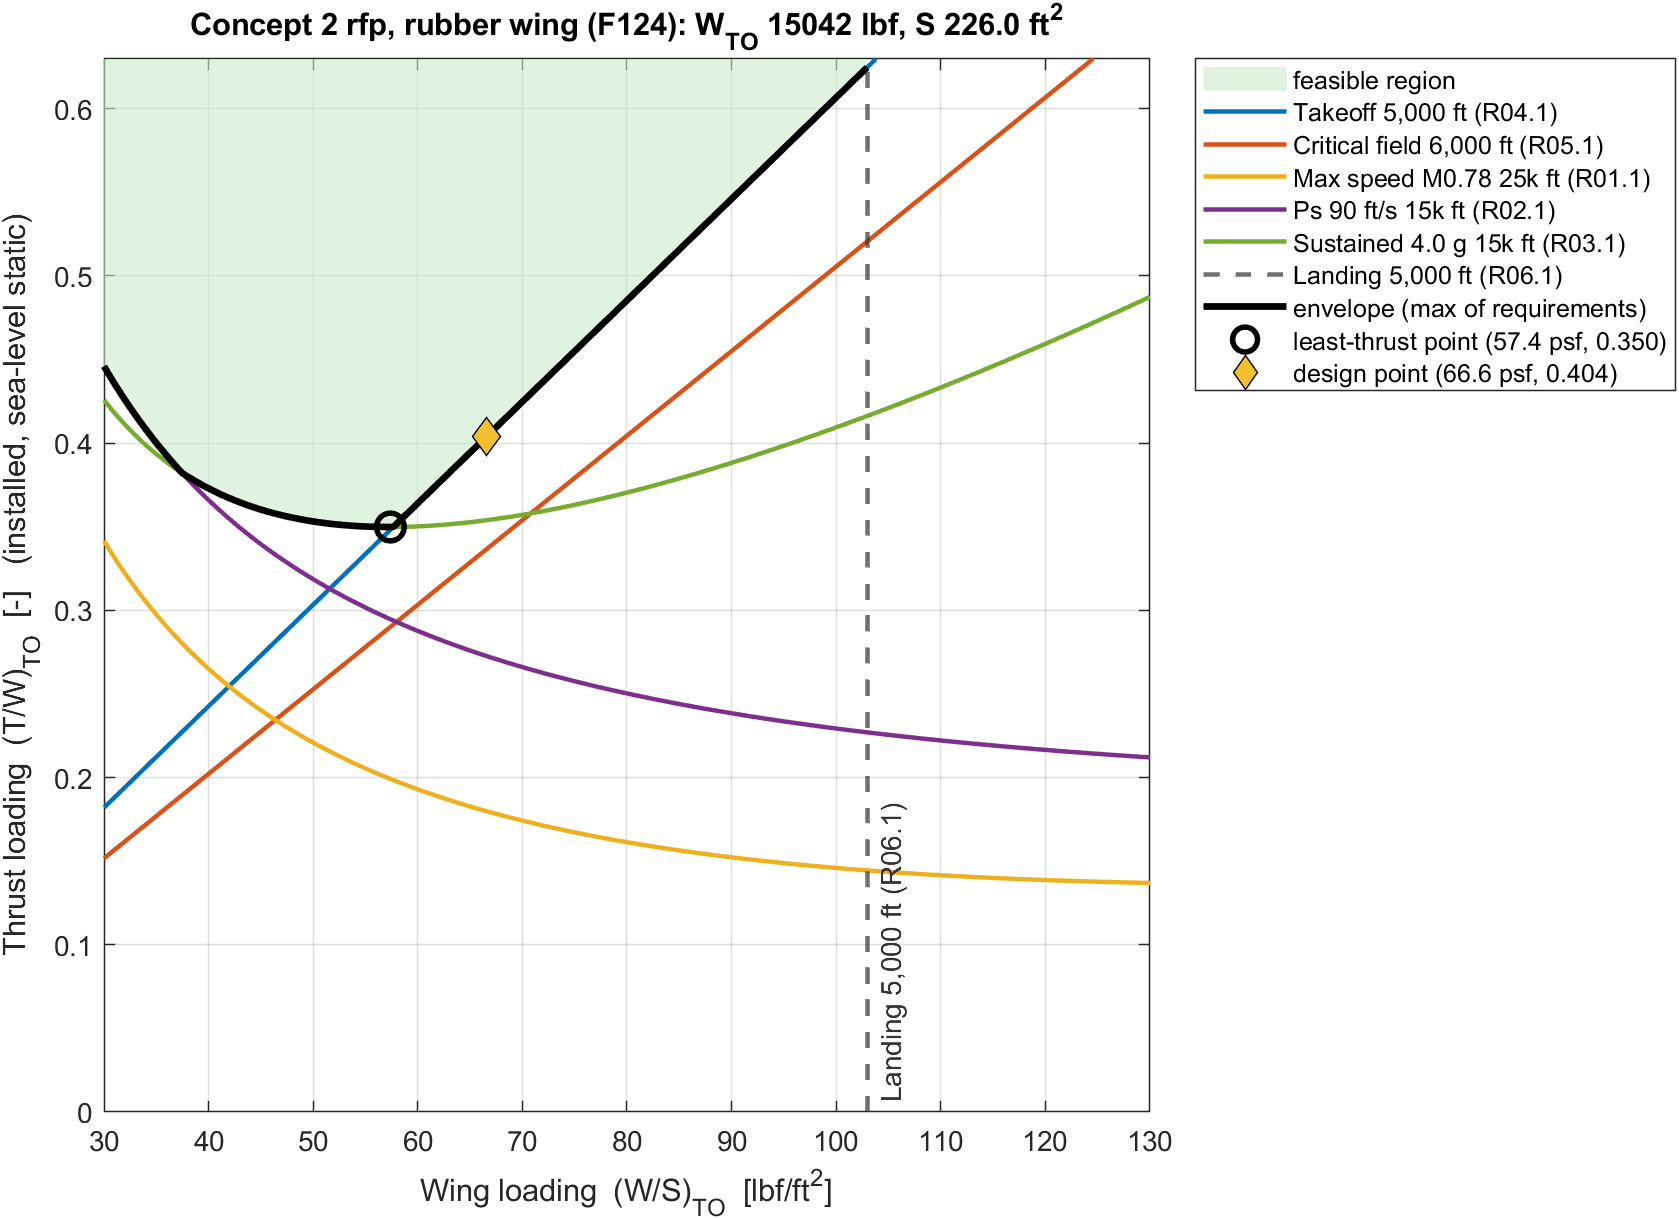 Concept 2 rfp, rubber wing (F124): W_TO 15042 lbf, S 226.0 ft²
feasible region
Takeoff 5,000 ft (R04.1)
Critical field 6,000 ft (R05.1)
Max speed M0.78 25k ft (R01.1)
Ps 90 ft/s 15k ft (R02.1)
Sustained 4.0 g 15k ft (R03.1)
Landing 5,000 ft (R06.1)
envelope (max of requirements)
least-thrust point (57.4 psf, 0.350)
design point (66.6 psf, 0.404)
Thrust loading (T/W)_TO [-] (installed, sea-level static)
0.6
0.5
0.4
0.3
0.2
0.1
0
Landing 5,000 ft (R06.1)
30 40 50 60 70 80 90 100 110 120 130
Wing loading (W/S)_TO [lbf/ft²]